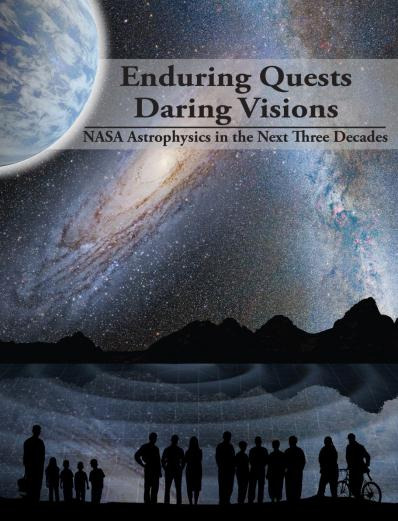 Enduring Quests
Daring Visions
NASA Astrophysics in the Next Three Decades